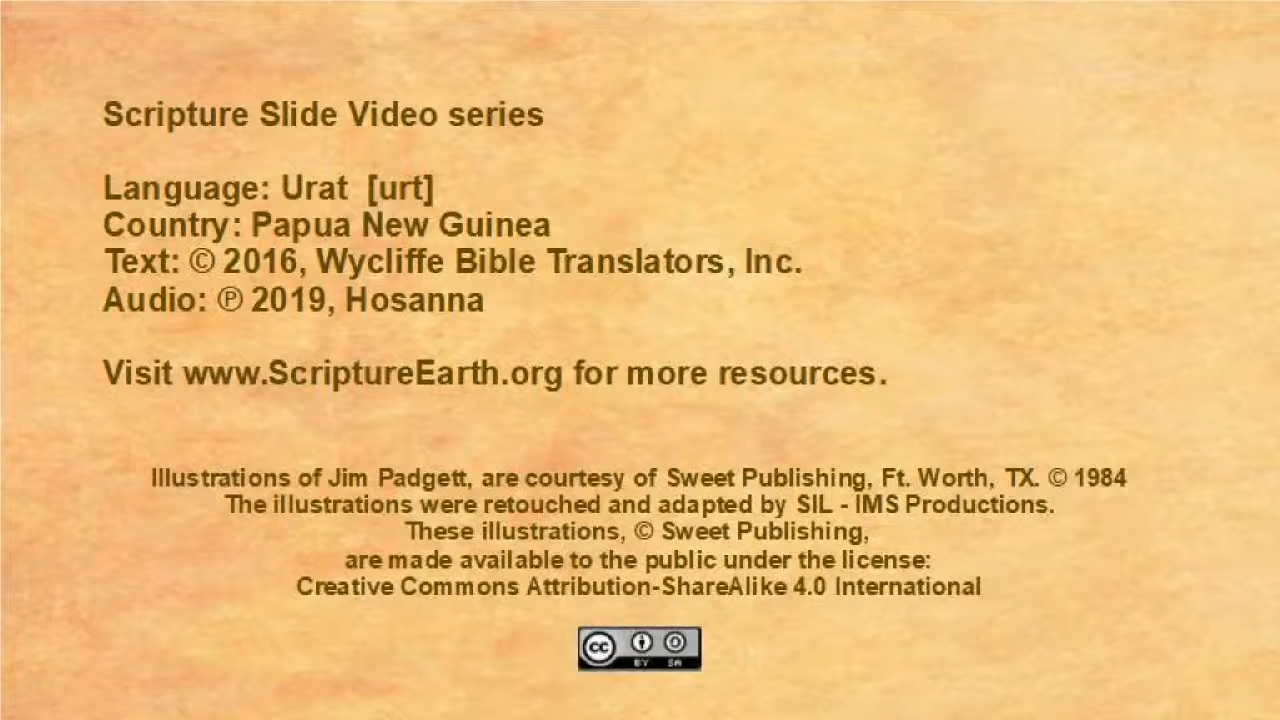 Scripture Slide Video series
Language: Urat [urt]
Country: Papua New Guinea
Text: © 2016, Wycliffe Bible Translators, Inc.
Audio: ℗ 2019, Hosanna
Visit www.ScriptureEarth.org for more resources.
Illustrations of Jim Padgett, are courtesy of Sweet Publishing, Ft. Worth, TX. © 1984
The illustrations were retouched and adapted by SIL - IMS Productions.
These illustrations, © Sweet Publishing,
are made available to the public under the license:
Creative Commons Attribution-ShareAlike 4.0 International
cc BY SA